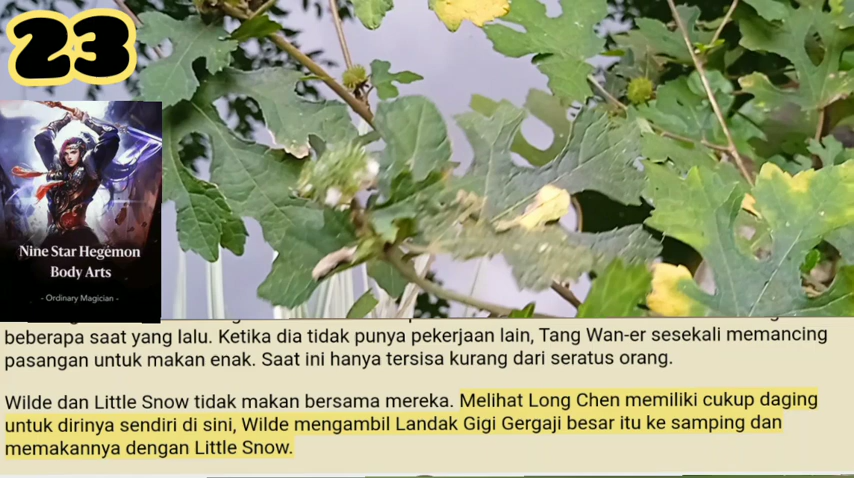 23
Nine Star Hegemon
Body Arts
- Ordinary Magician -
beberapa saat yang lalu. Ketika dia tidak punya pekerjaan lain, Tang Wan-er sesekali memancing
pasangan untuk makan enak. Saat ini hanya tersisa kurang dari seratus orang.
Wilde dan Little Snow tidak makan bersama mereka. Melihat Long Chen memiliki cukup daging
untuk dirinya sendiri di sini, Wilde mengambil Landak Gigi Gergaji besar itu ke samping dan
memakannya dengan Little Snow.